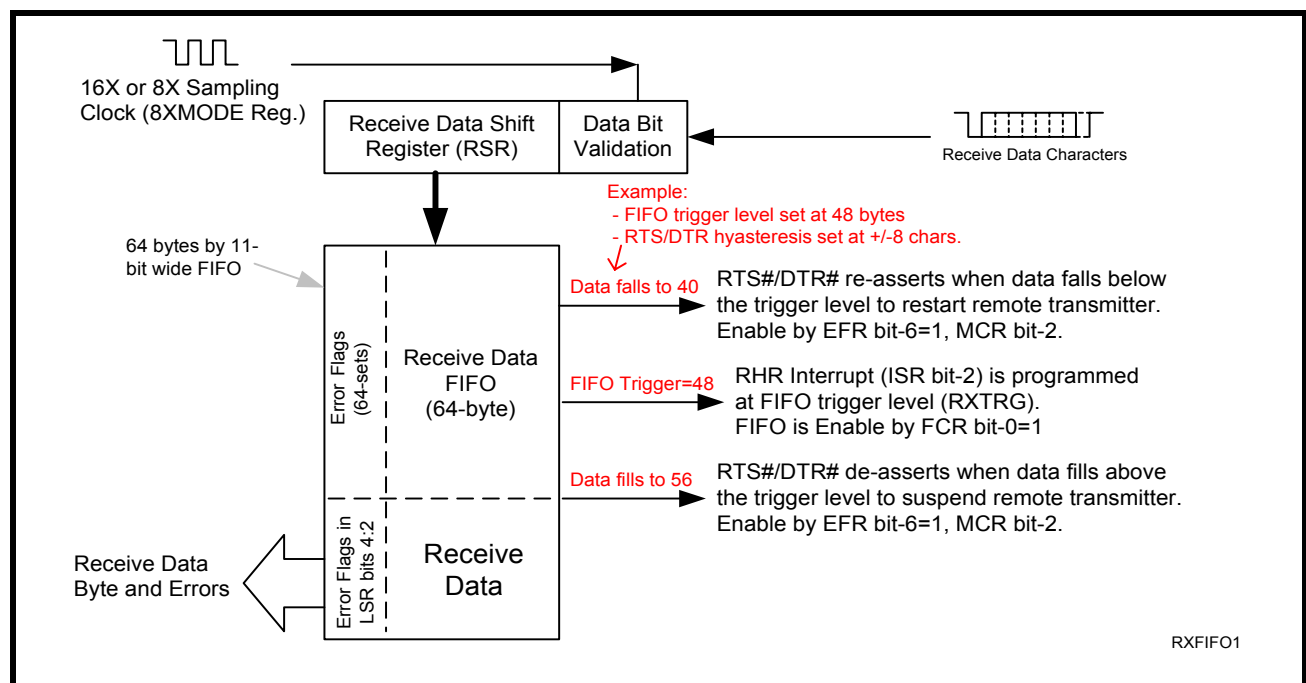 16X or 8X Sampling
Clock (8XMODE Reg.)
Receive Data Shift
Register (RSR)
Data Bit
Validation
Receive Data Characters
Example:
- FIFO trigger level set at 48 bytes
- RTS/DTR hyasteresis set at +/-8 chars.
64 bytes by 11-
bit wide FIFO
Data falls to 40
RTS#/DTR# re-asserts when data falls below
the trigger level to restart remote transmitter.
Enable by EFR bit-6=1, MCR bit-2.
Error Flags
(64-sets)
Receive Data
FIFO
(64-byte)
FIFO Trigger=48
RHR Interrupt (ISR bit-2) is programmed
at FIFO trigger level (RXTRG).
FIFO is Enable by FCR bit-0=1
Data fills to 56
RTS#/DTR# de-asserts when data fills above
the trigger level to suspend remote transmitter.
Enable by EFR bit-6=1, MCR bit-2.
Receive Data
Byte and Errors
Error Flags in
LSR bits 4:2
Receive
Data
RXFIFO1